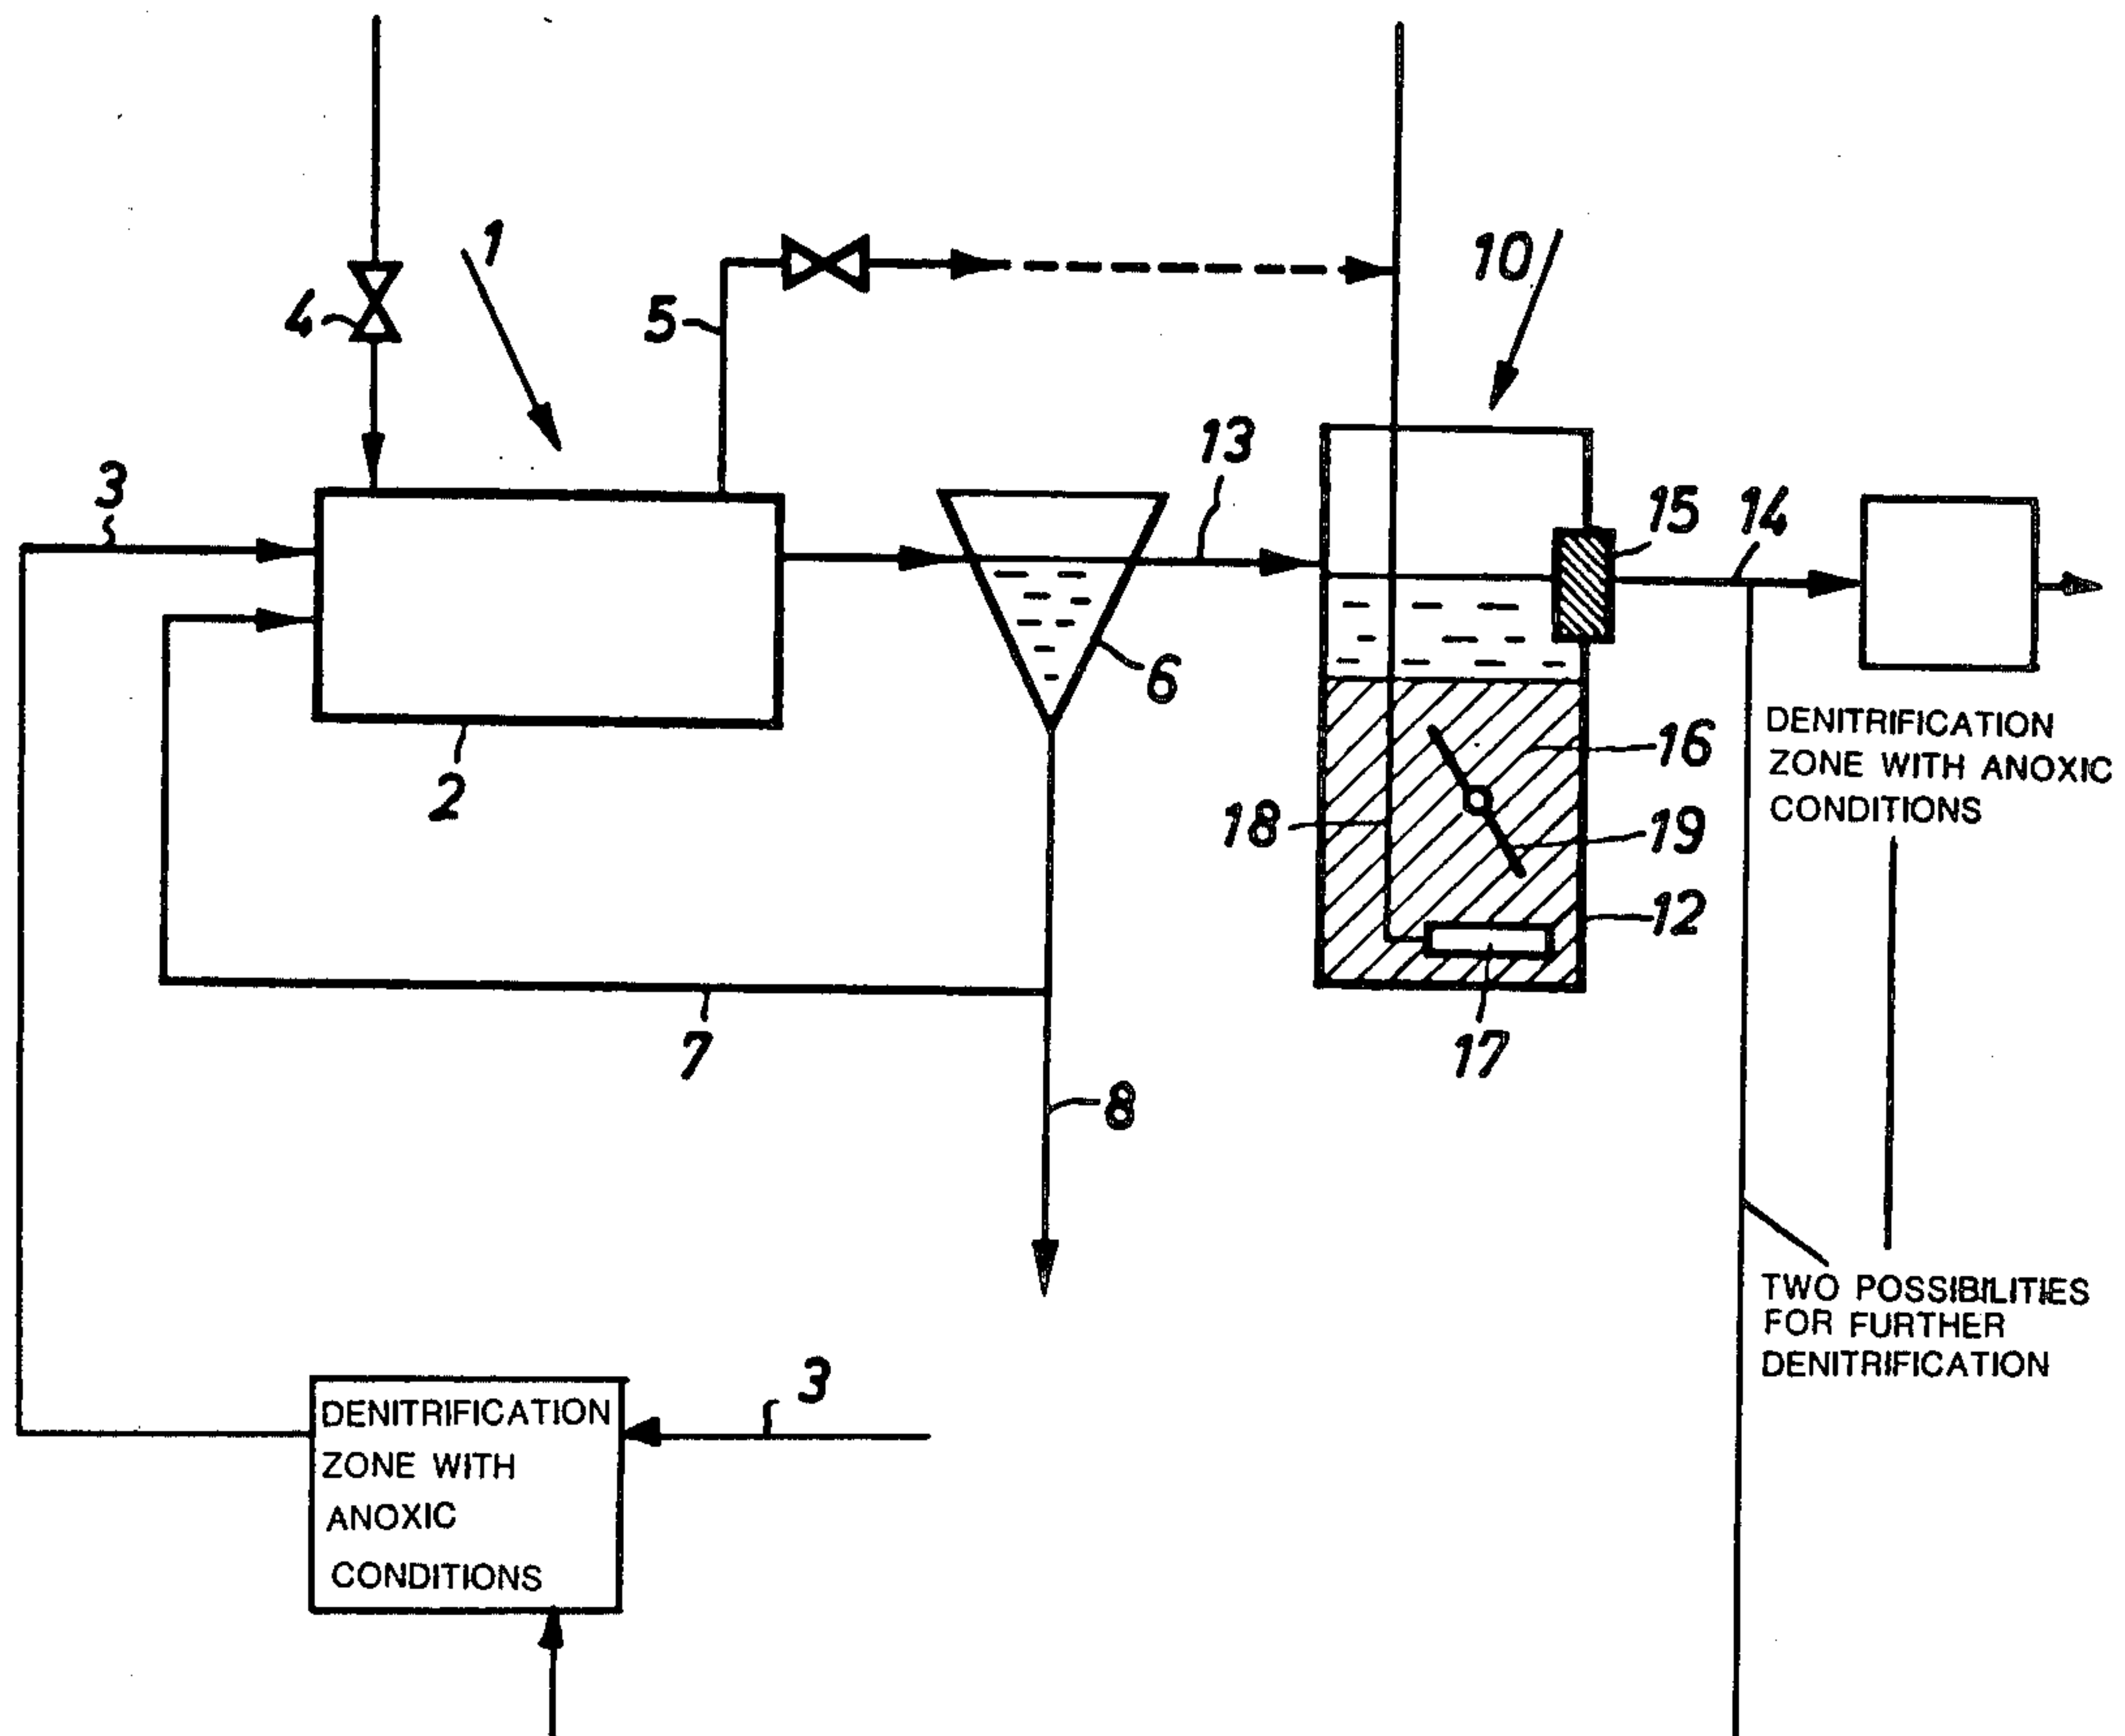 1
10
4
5
13
3
15
14
6
2
16
DENITRIFICATION
ZONE WITH ANOXIC
CONDITIONS
18
19
12
7
17
8
TWO POSSIBILITIES
FOR FURTHER
DENITRIFICATION
3
DENITRIFICATION
ZONE WITH
ANOXIC
CONDITIONS